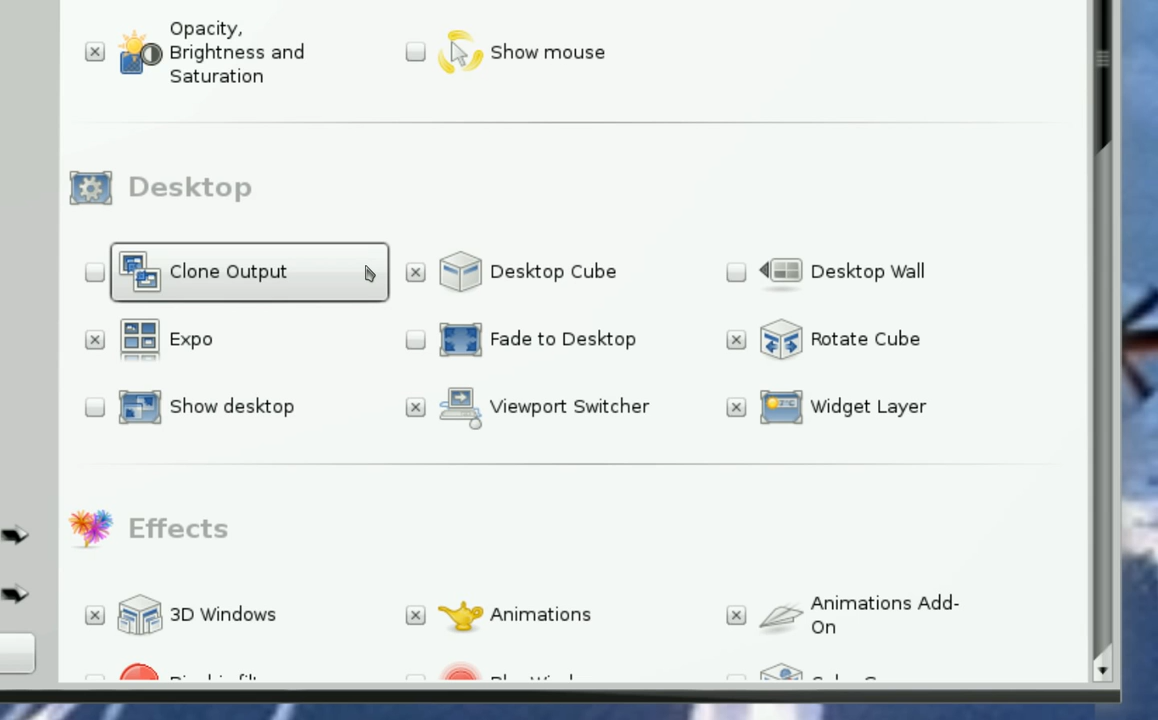 Opacity,
Brightness and
Saturation
Show mouse
Desktop
Clone Output
Desktop Cube
Desktop Wall
Expo
Fade to Desktop
Rotate Cube
Show desktop
Viewport Switcher
Widget Layer
Effects
3D Windows
Animations
Animations Add-
On